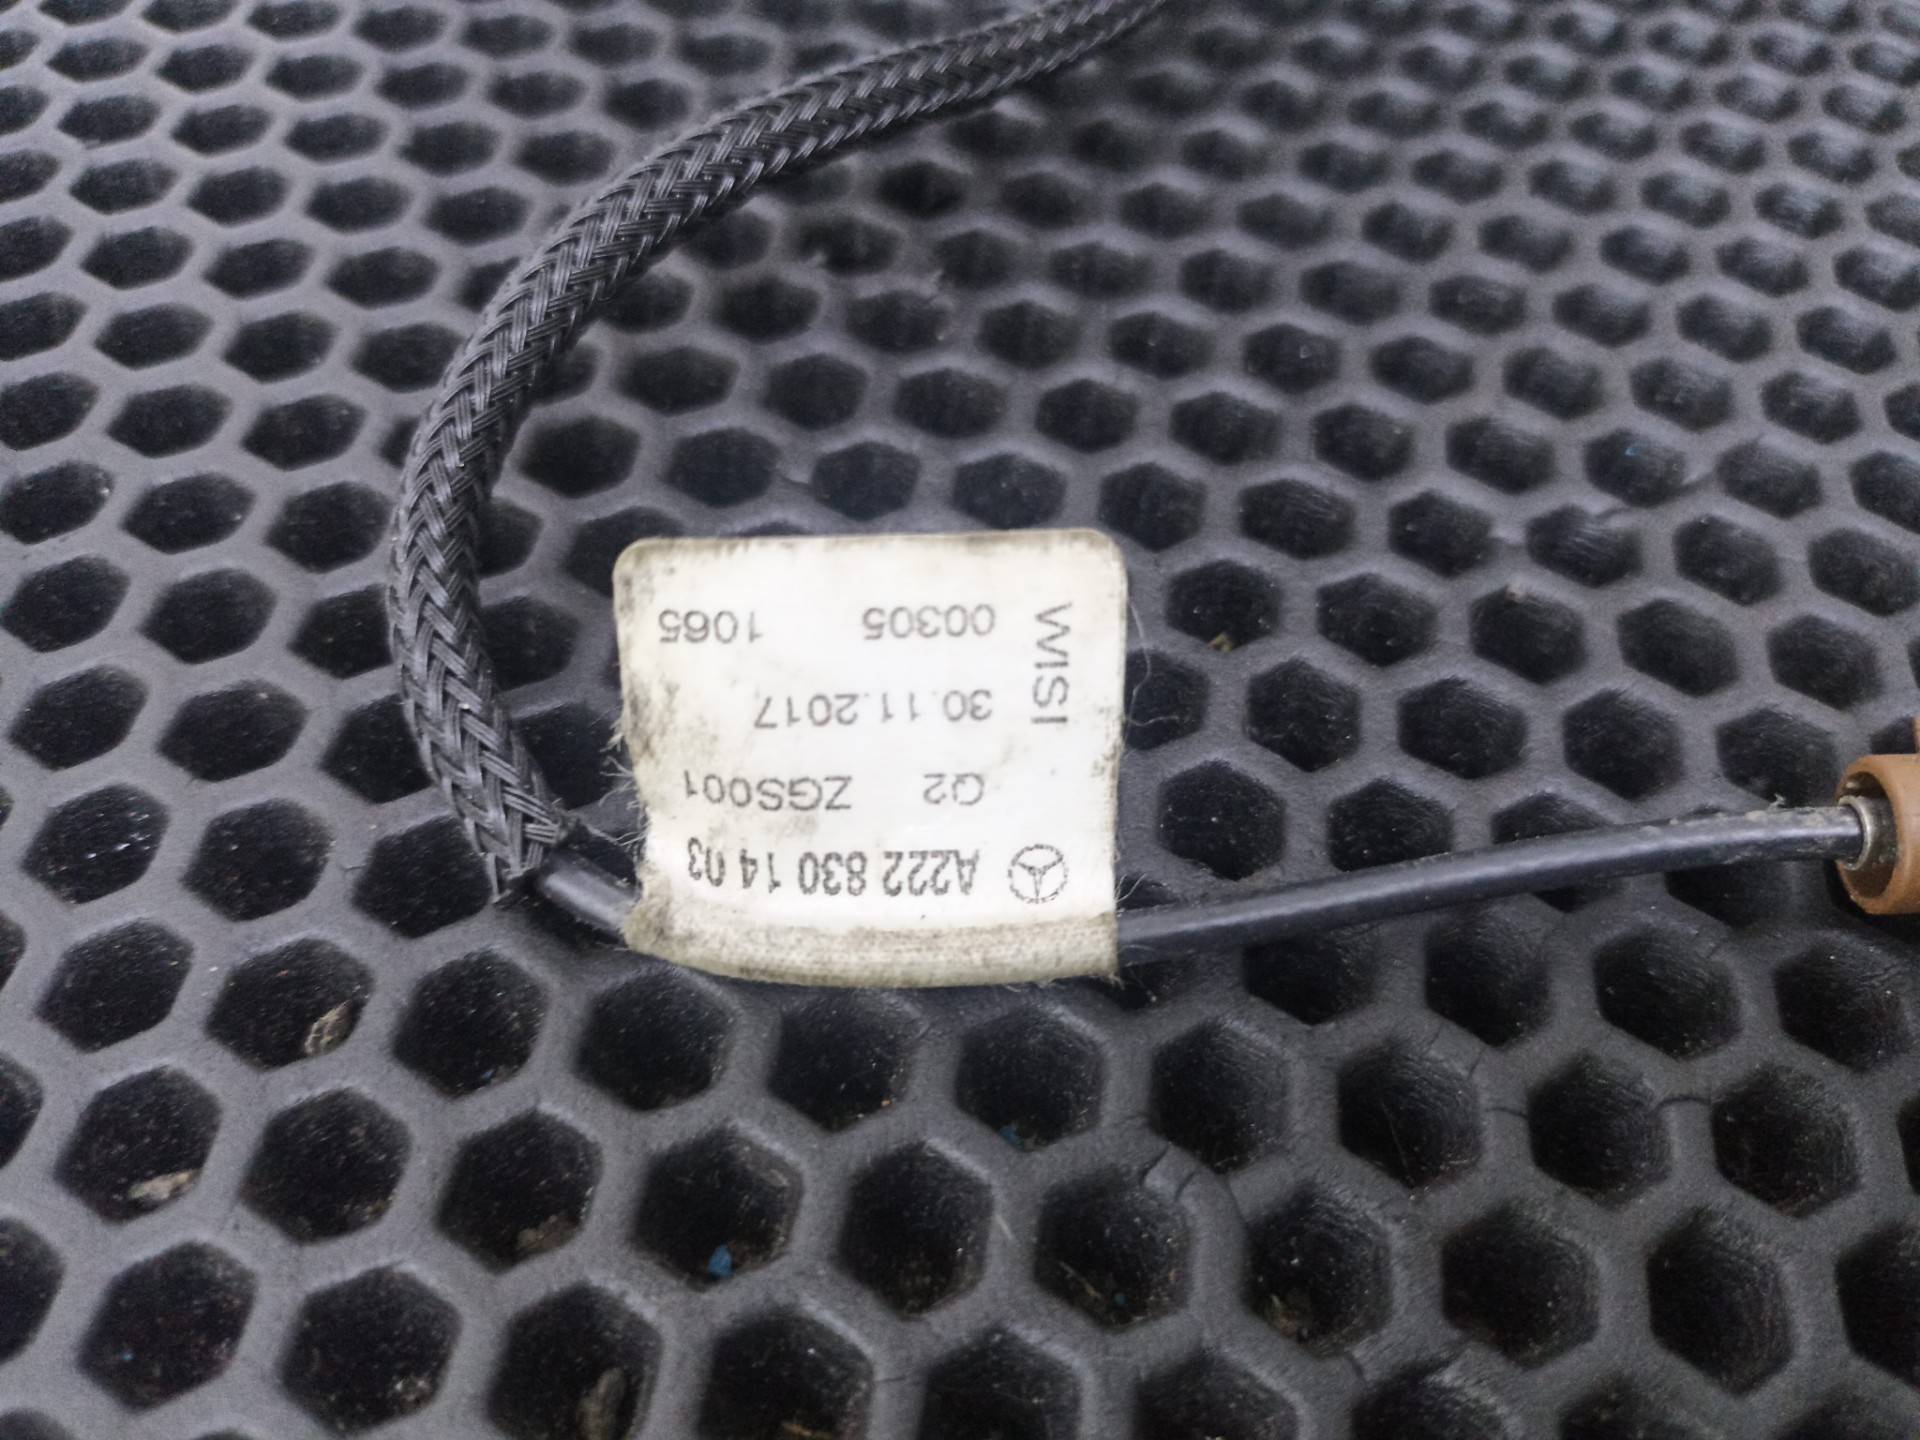 A222 830 14 03
Q2 ZGS001
30.11.2017
00305 1065
WISI